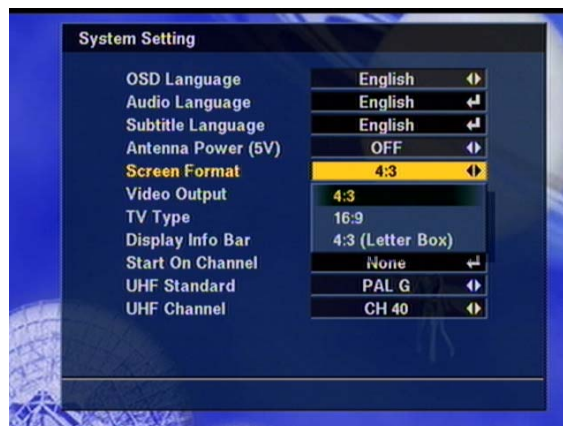 System Setting
OSD Language English
Audio Language English
Subtitle Language English
Antenna Power (5V) OFF
Screen Format 4:3
Video Output 4:3
TV Type 16:9
Display Info Bar 4:3 (Letter Box)
Start On Channel None
UHF Standard PAL G
UHF Channel CH 40